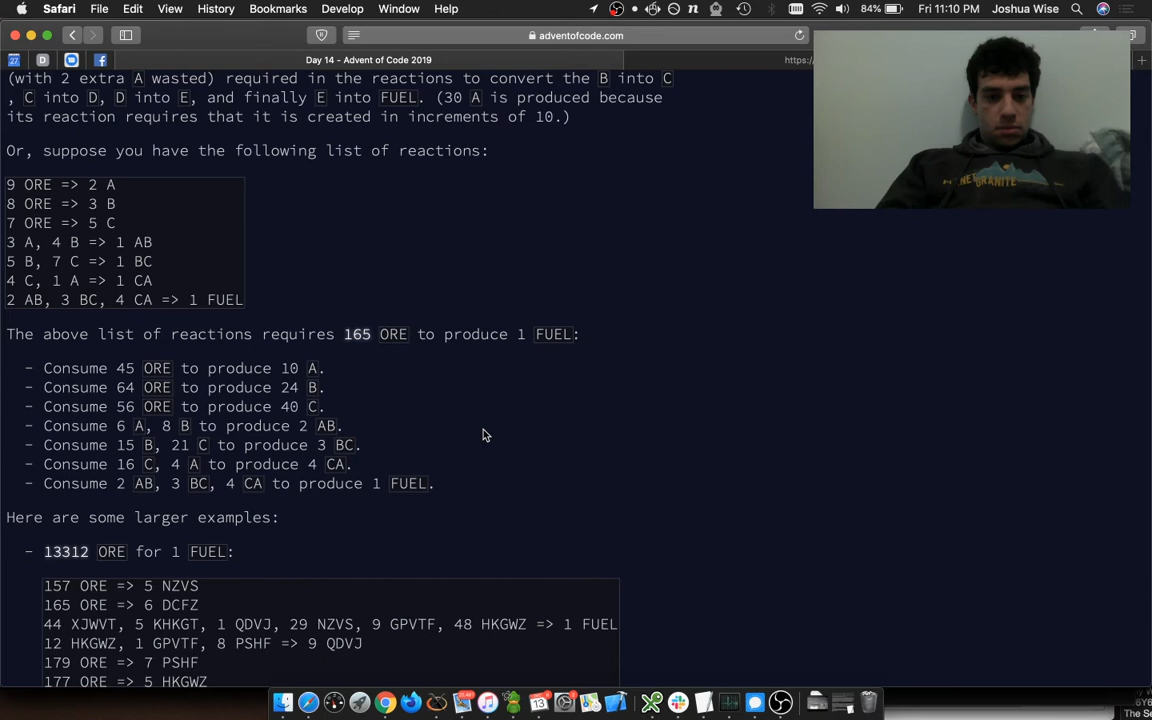 Safari File Edit View History Bookmarks Develop Window Help 84% Fri 11:10 PM Joshua Wise
adventofcode.com
27 D Day 14 - Advent of Code 2019 https:/
(with 2 extra A wasted) required in the reactions to convert the B into C
, C into D, D into E, and finally E into FUEL. (30 A is produced because
its reaction requires that it is created in increments of 10.)
Or, suppose you have the following list of reactions:
9 ORE => 2 A
8 ORE => 3 B
7 ORE => 5 C
3 A, 4 B => 1 AB
5 B, 7 C => 1 BC
4 C, 1 A => 1 CA
2 AB, 3 BC, 4 CA => 1 FUEL
The above list of reactions requires 165 ORE to produce 1 FUEL:
- Consume 45 ORE to produce 10 A.
- Consume 64 ORE to produce 24 B.
- Consume 56 ORE to produce 40 C.
- Consume 6 A, 8 B to produce 2 AB.
- Consume 15 B, 21 C to produce 3 BC.
- Consume 16 C, 4 A to produce 4 CA.
- Consume 2 AB, 3 BC, 4 CA to produce 1 FUEL.
Here are some larger examples:
- 13312 ORE for 1 FUEL:
157 ORE => 5 NZVS
165 ORE => 6 DCFZ
44 XJWVT, 5 KHKGT, 1 QDVJ, 29 NZVS, 9 GPVTF, 48 HKGWZ => 1 FUEL
12 HKGWZ, 1 GPVTF, 8 PSHF => 9 QDVJ
179 ORE => 7 PSHF
177 ORE => 5 HKGWZ
GRANITE
13
The Se